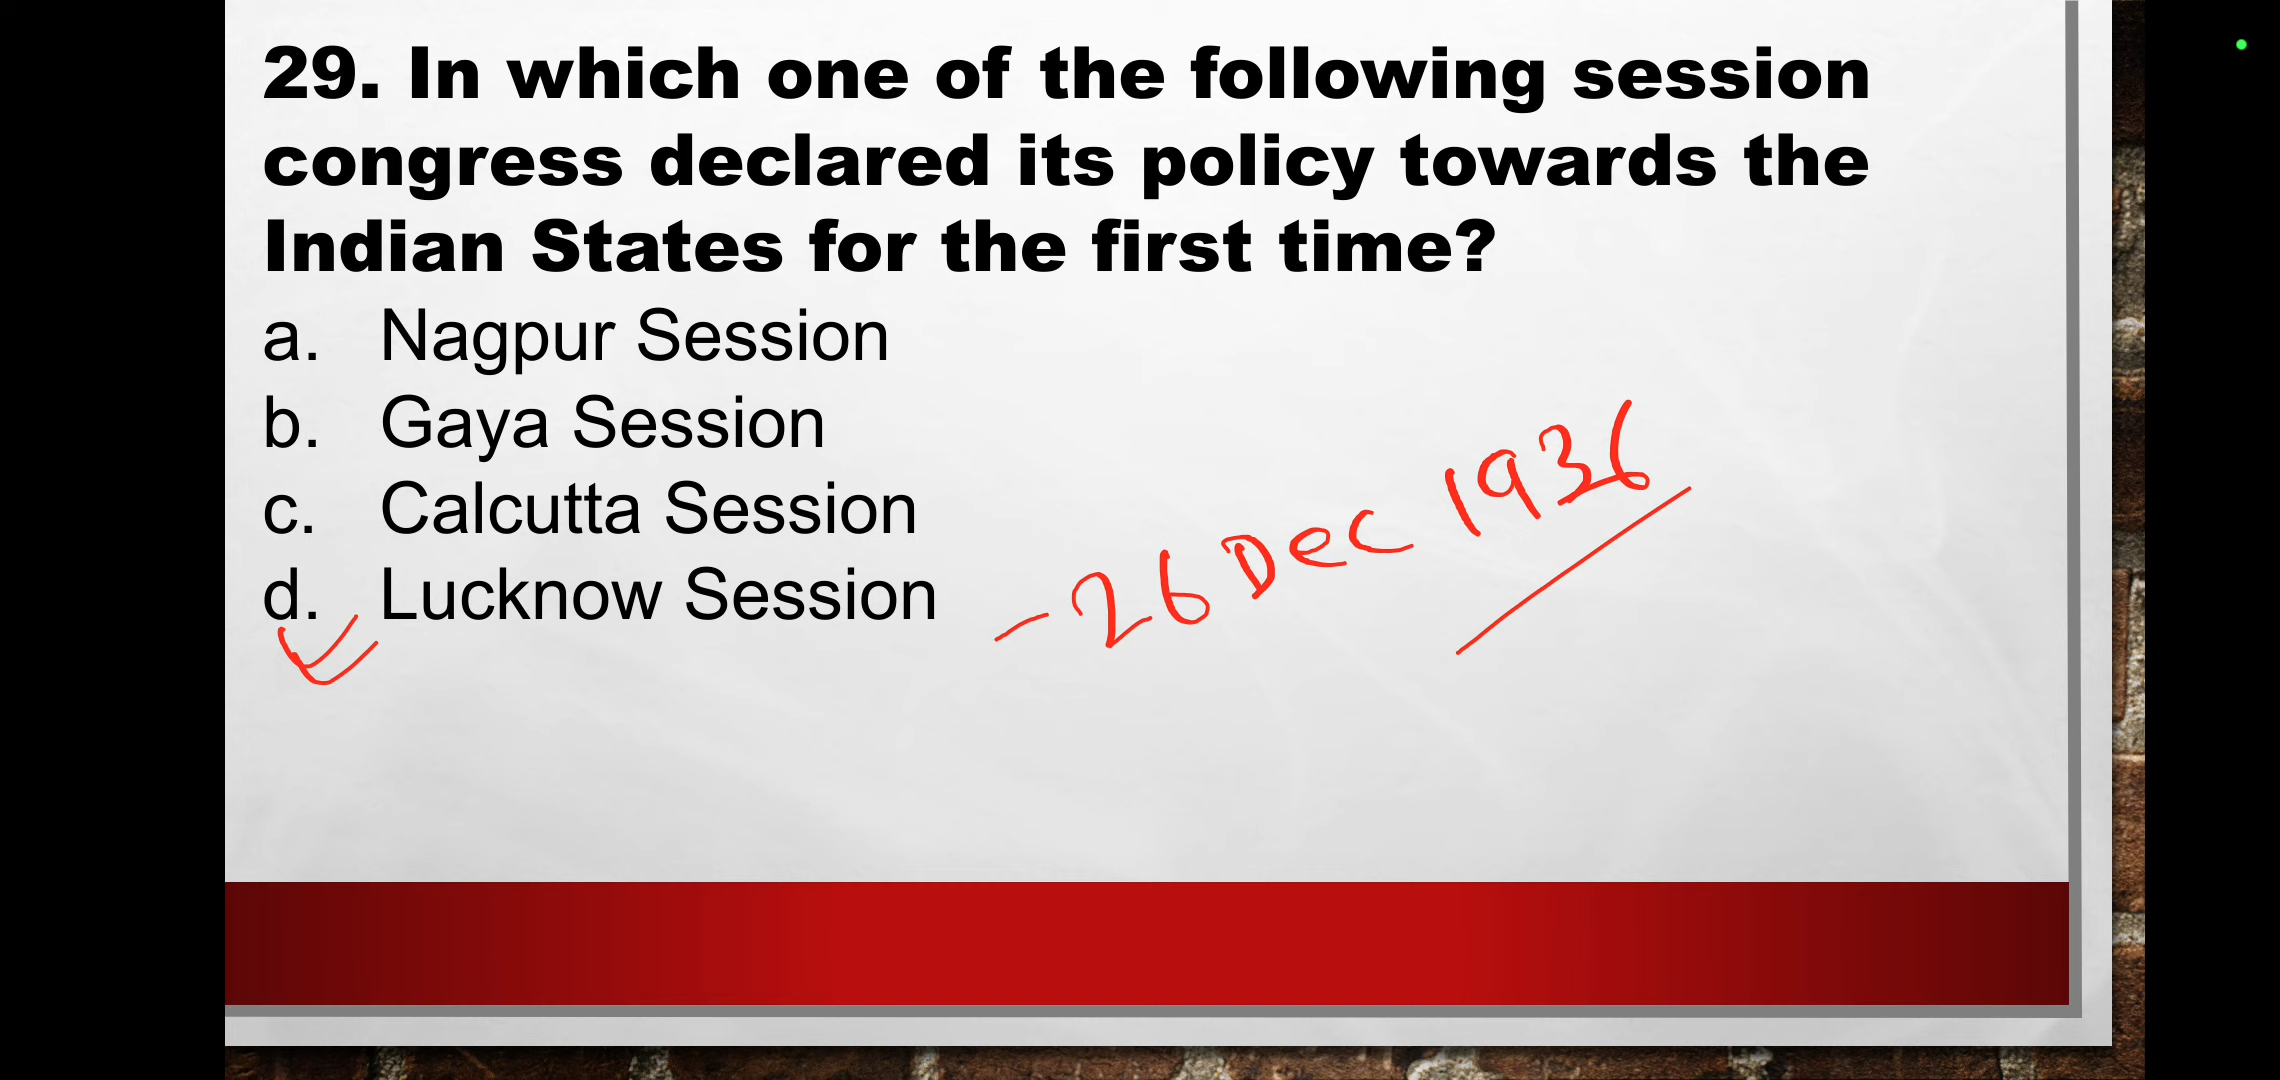 29. In which one of the following session
congress declared its policy towards the
Indian States for the first time?
a. Nagpur Session
b. Gaya Session
c. Calcutta Session
d. Lucknow Session - 26 Dec 1936